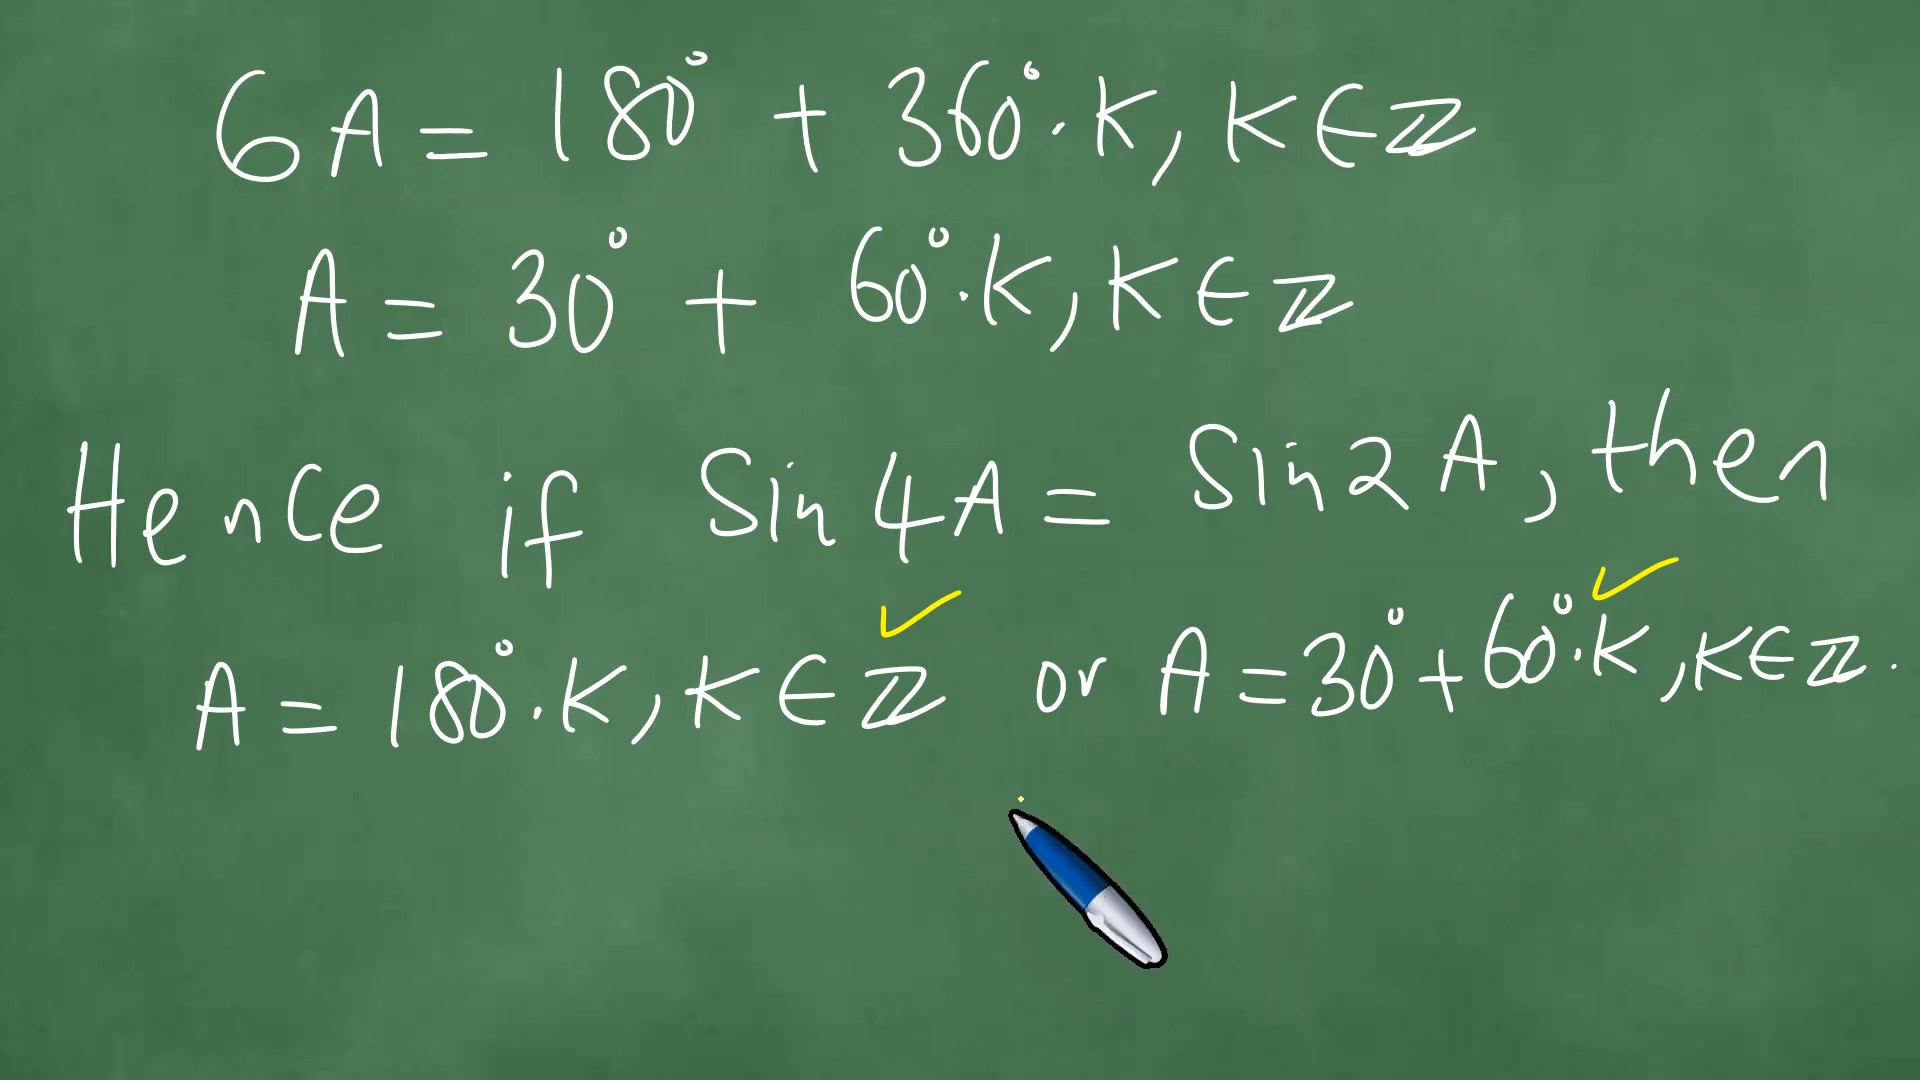 6A = 180° + 360°·K, K∈ℤ
A = 30° + 60°·K, K∈ℤ
Hence if Sin4A = Sin2A, then
A = 180°·K, K∈ℤ or A = 30° + 60°·K, K∈ℤ.